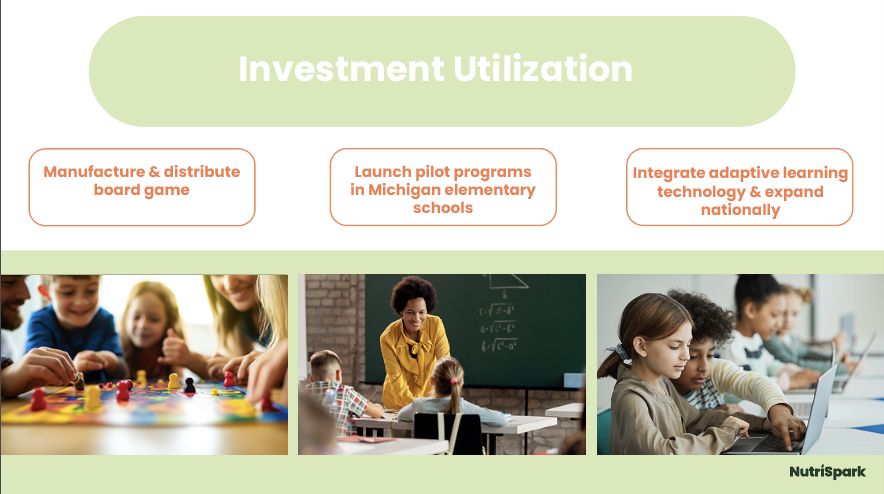 Investment Utilization
Manufacture & distribute
board game
Launch pilot programs
in Michigan elementary
schools
Integrate adaptive learning
technology & expand
nationally
NutriSpark